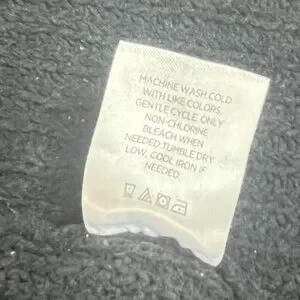 MACHINE WASH COLD
WITH LIKE COLORS.
GENTLE CYCLE ONLY
NON-CHLORINE
BLEACH WHEN
NEEDED.TUMBLE DRY
LOW, COOL IRON IF
NEEDED